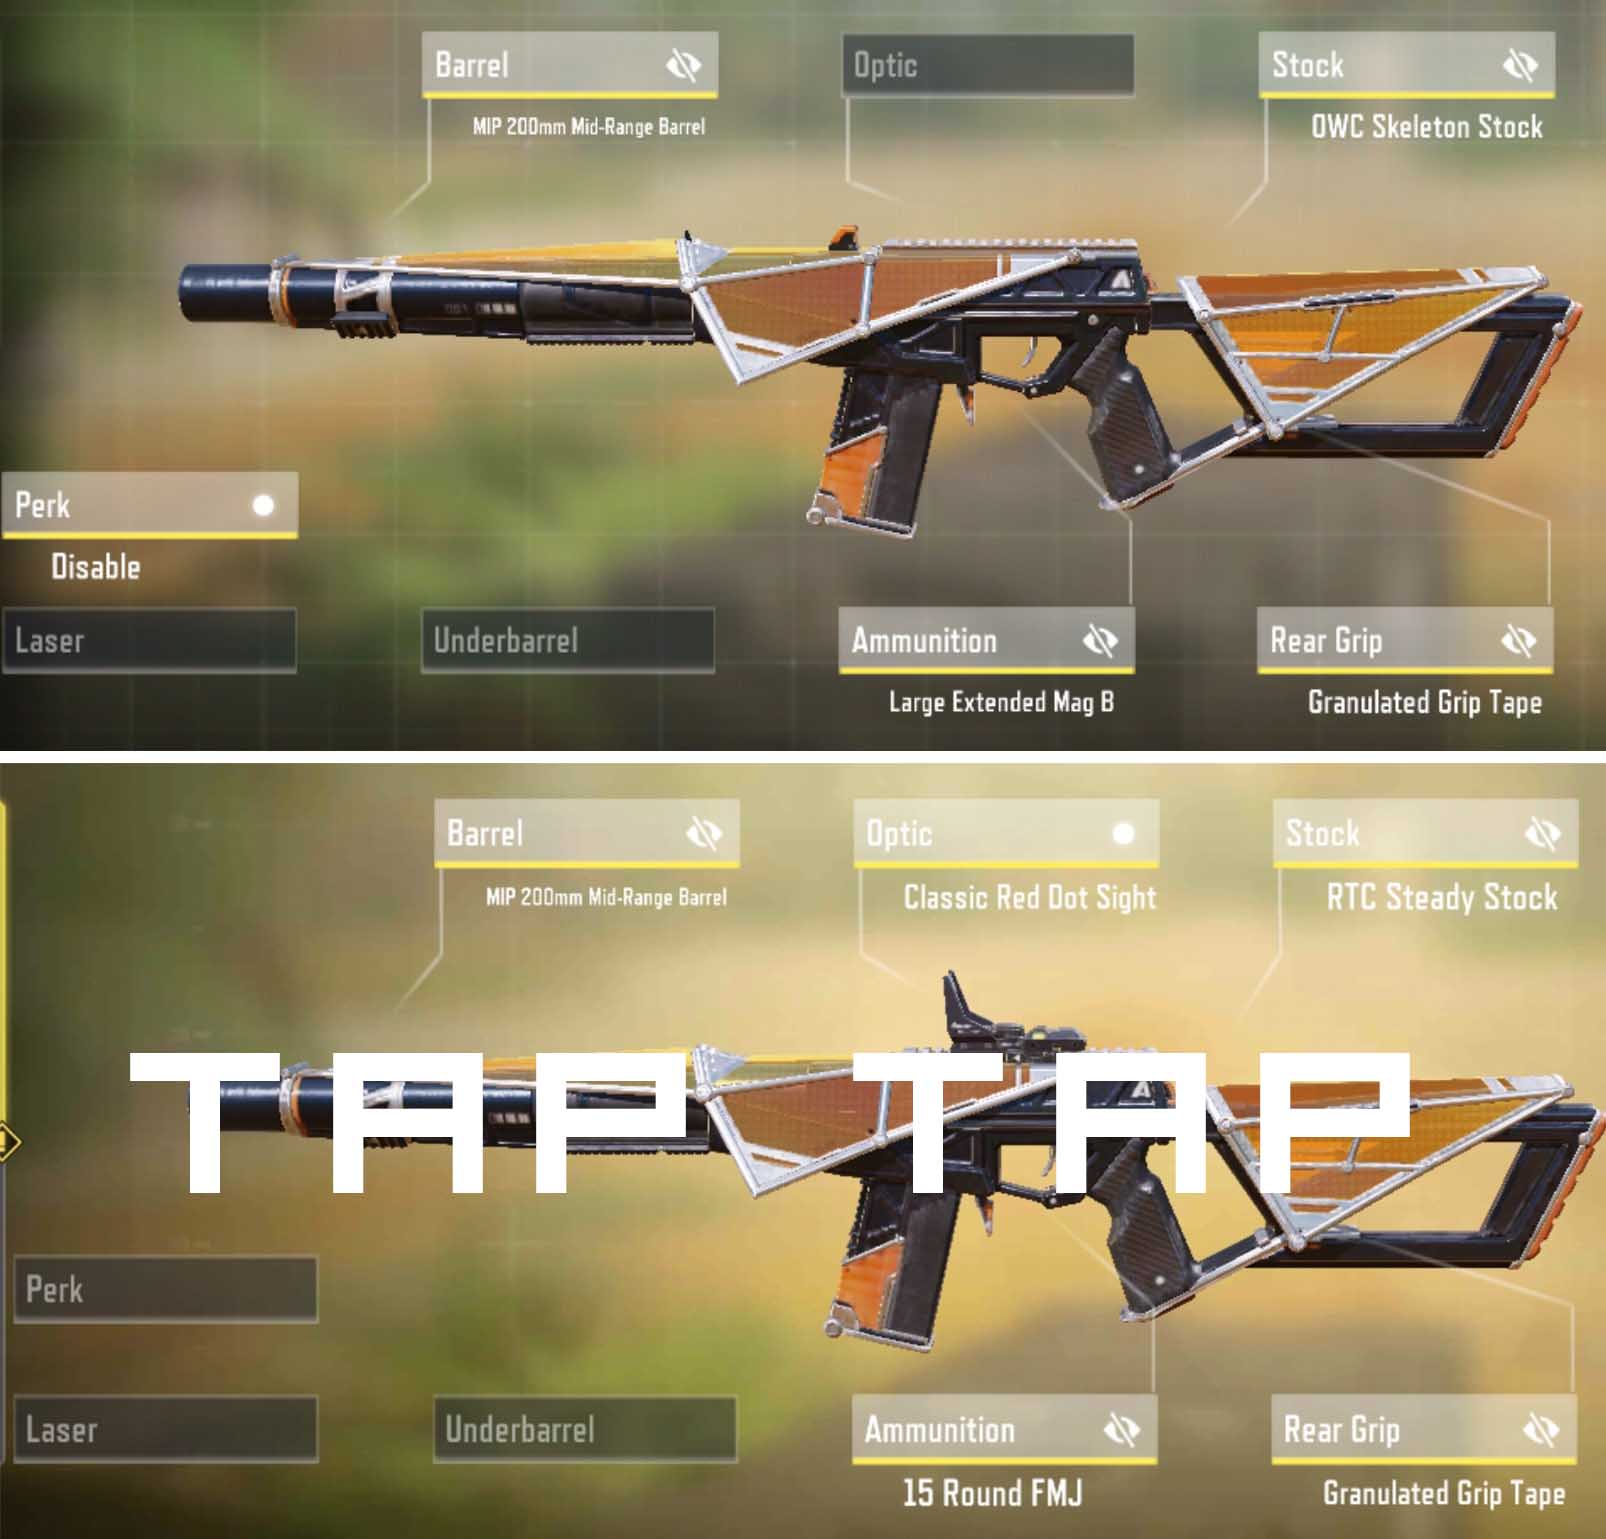 Barrel
Optic
Stock
MIP 200mm Mid-Range Barrel
OWC Skeleton Stock
A
Perk
Disable
Laser
Underbarrel
Ammunition
Rear Grip
Large Extended Mag B
Granulated Grip Tape
Barrel
Optic
Stock
MIP 200mm Mid-Range Barrel
Classic Red Dot Sight
RTC Steady Stock
TAP TAP
A
Perk
Laser
Underbarrel
Ammunition
Rear Grip
15 Round FMJ
Granulated Grip Tape